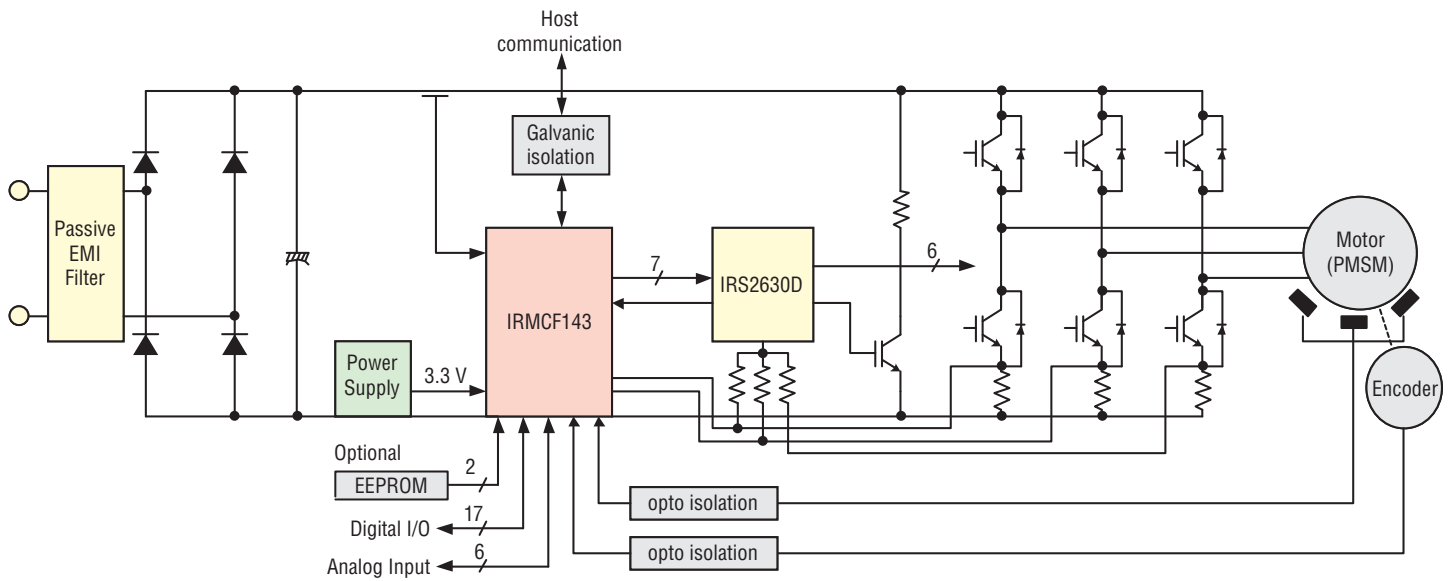 Host
communication
Galvanic
isolation
Passive
EMI
Filter
7
IRS2630D
6
Motor
(PMSM)
IRMCF143
Power
Supply
3.3 V
Encoder
Optional
EEPROM
2
opto isolation
Digital I/O
17
opto isolation
Analog Input
6